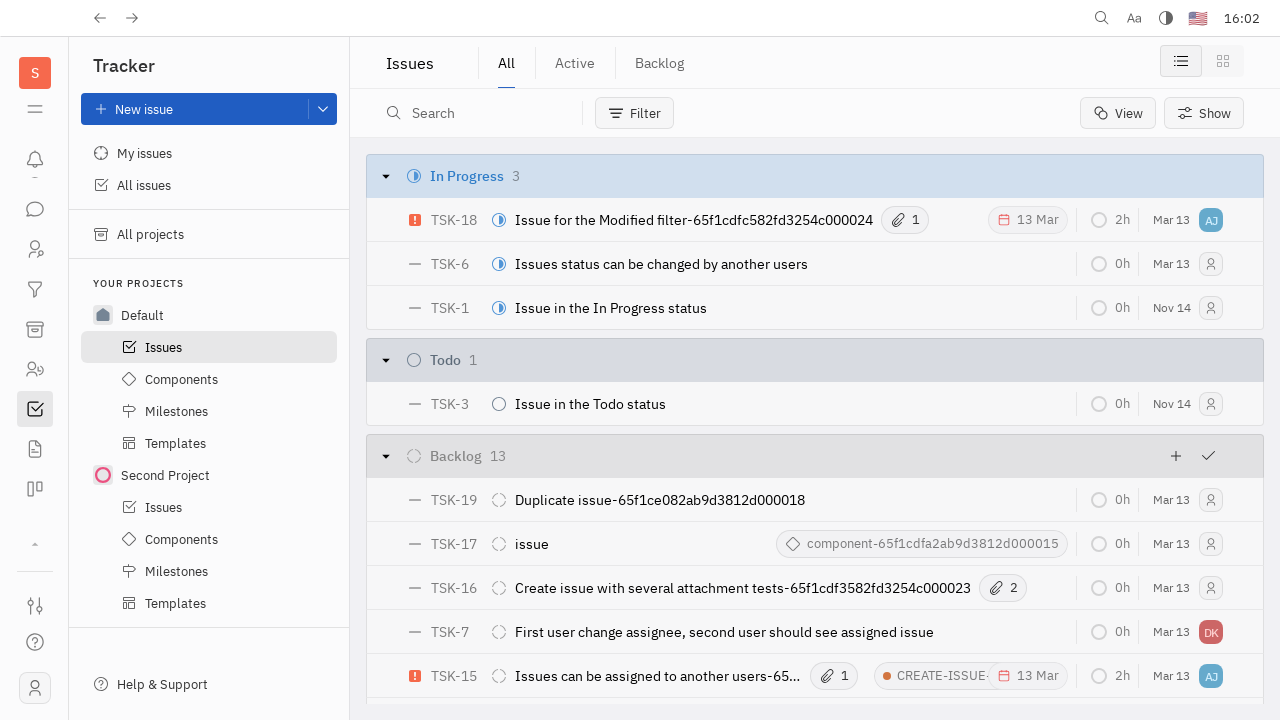 Aa 16:02
S
Tracker
New issue
My issues
All issues
All projects
YOUR PROJECTS
Default
Issues
Components
Milestones
Templates
Second Project
Issues
Components
Milestones
Templates
Help & Support
Issues All Active Backlog
Search Filter View Show
In Progress 3
TSK-18 Issue for the Modified filter-65f1cdfc582fd3254c000024 1 13 Mar 2h Mar 13 AJ
TSK-6 Issues status can be changed by another users 0h Mar 13
TSK-1 Issue in the In Progress status 0h Nov 14
Todo 1
TSK-3 Issue in the Todo status 0h Nov 14
Backlog 13
TSK-19 Duplicate issue-65f1ce082ab9d3812d000018 0h Mar 13
TSK-17 issue component-65f1cdfa2ab9d3812d000015 0h Mar 13
TSK-16 Create issue with several attachment tests-65f1cdf3582fd3254c000023 2 0h Mar 13
TSK-7 First user change assignee, second user should see assigned issue 0h Mar 13 DK
TSK-15 Issues can be assigned to another users-65... 1 CREATE-ISSUE- 13 Mar 2h Mar 13 AJ